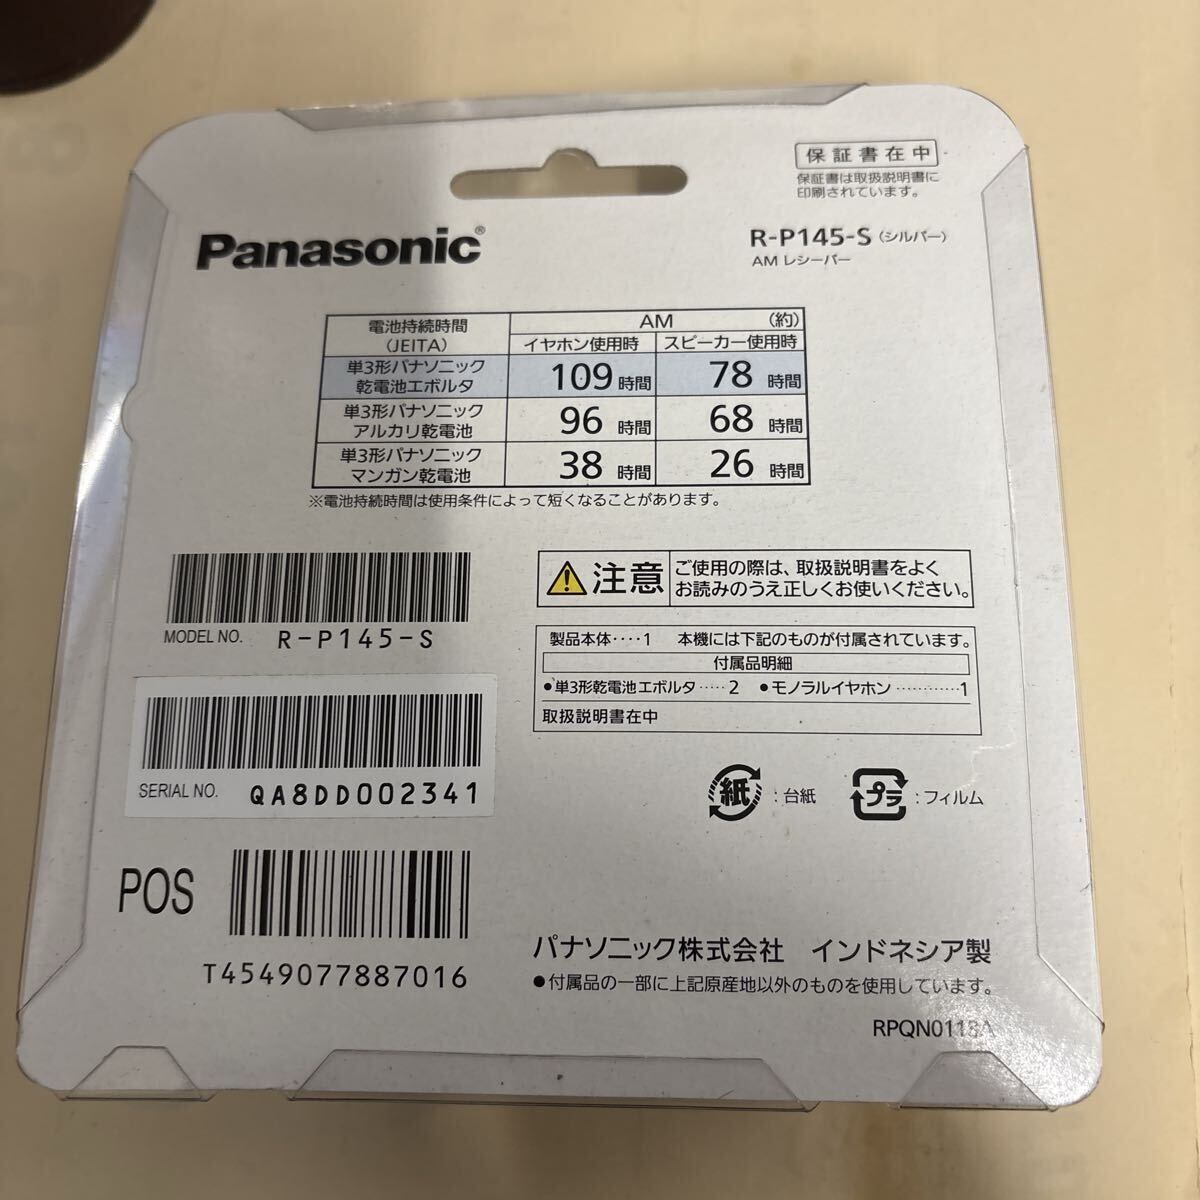 保証書在中
保証書は取扱説明書に
印刷されています。
Panasonic®
R-P145-S(シルバー)
AM レシーバー
電池持続時間
(JEITA)
AM (約)
イヤホン使用時 スピーカー使用時
単3形パナソニック
乾電池エボルタ
109時間 78時間
単3形パナソニック
アルカリ乾電池
96時間 68時間
単3形パナソニック
マンガン乾電池
38時間 26時間
※電池持続時間は使用条件によって短くなることがあります。
MODEL NO. R-P145-S
注意
ご使用の際は、取扱説明書をよく
お読みのうえ正しくお使いください。
製品本体‥‥1 本機には下記のものが付属されています。
付属品明細
●単3形乾電池エボルタ‥‥‥2 ●モノラルイヤホン‥‥‥‥‥‥1
取扱説明書在中
SERIAL NO. QA8DD002341
紙:台紙 プラ:フィルム
POS
T4549077887016
パナソニック株式会社 インドネシア製
●付属品の一部に上記原産地以外のものを使用しています。
RPQN0118A